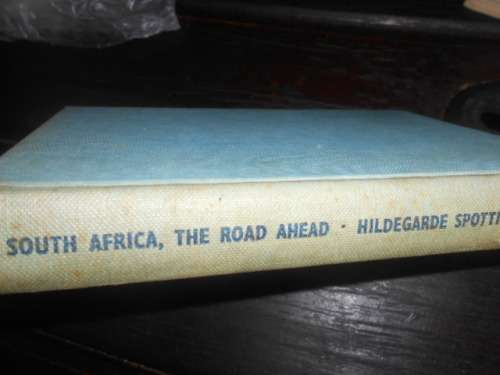 SOUTH AFRICA, THE ROAD AHEAD · HILDEGARDE SPOTTI